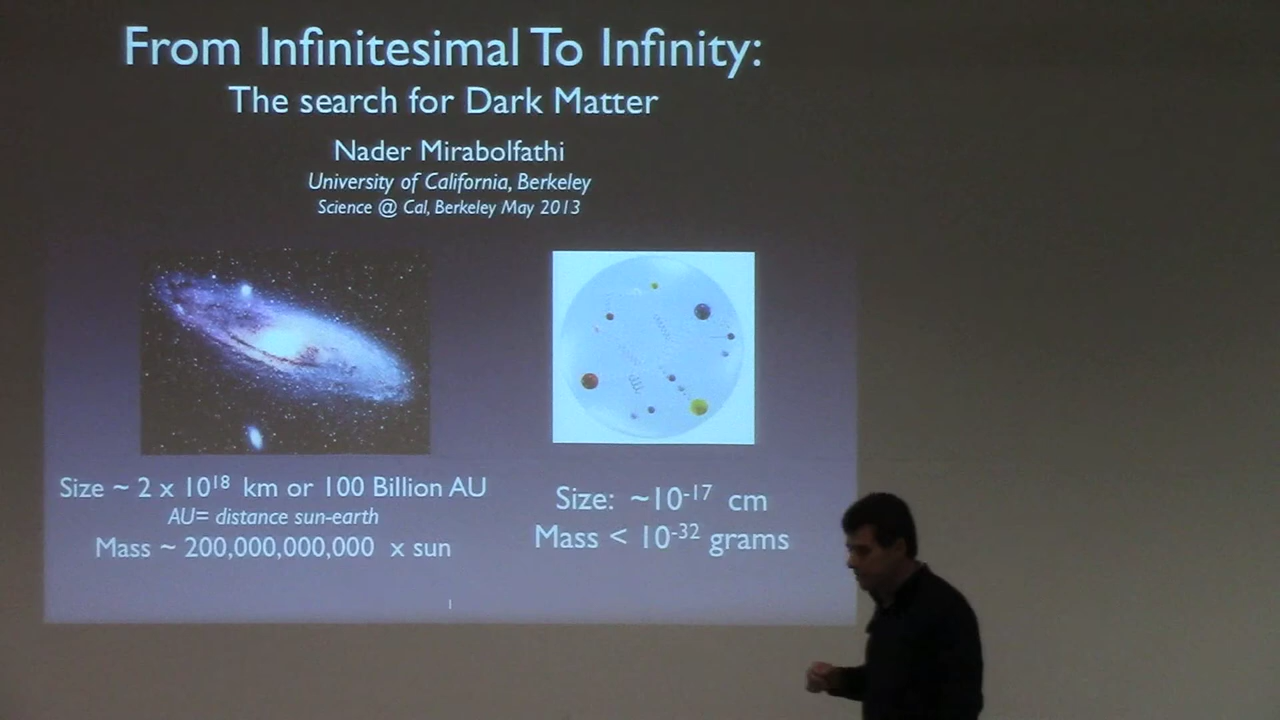 From Infinitesimal To Infinity:
The search for Dark Matter
Nader Mirabolfathi
University of California, Berkeley
Science @ Cal, Berkeley May 2013
Size ~ 2 x 10¹⁸ km or 100 Billion AU
AU= distance sun-earth
Mass ~ 200,000,000,000 x sun
Size: ~10⁻¹⁷ cm
Mass < 10⁻³² grams
1